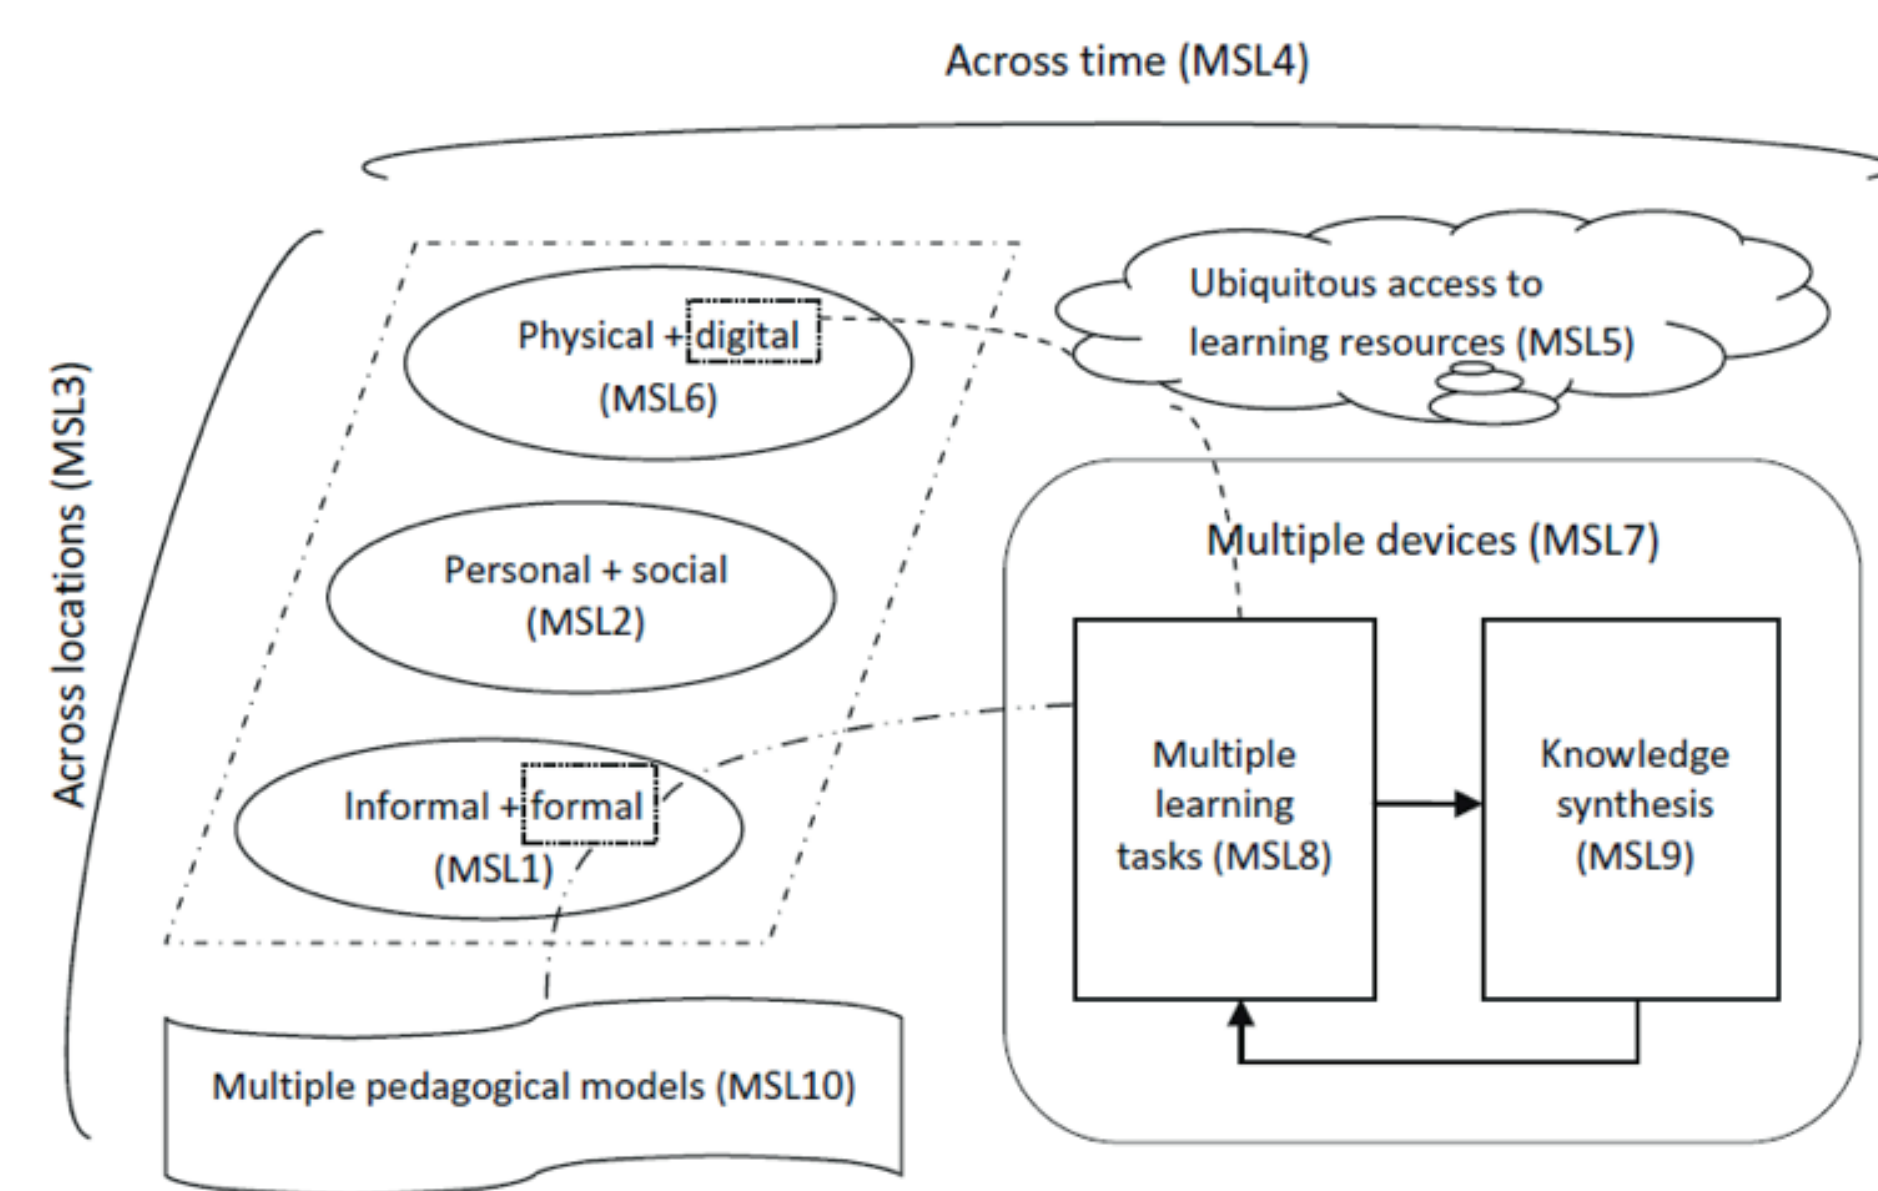 Across time (MSL4)
Across locations (MSL3)
Physical + digital
(MSL6)
Ubiquitous access to
learning resources (MSL5)
Personal + social
(MSL2)
Informal + formal
(MSL1)
Multiple pedagogical models (MSL10)
Multiple devices (MSL7)
Multiple
learning
tasks (MSL8)
Knowledge
synthesis
(MSL9)